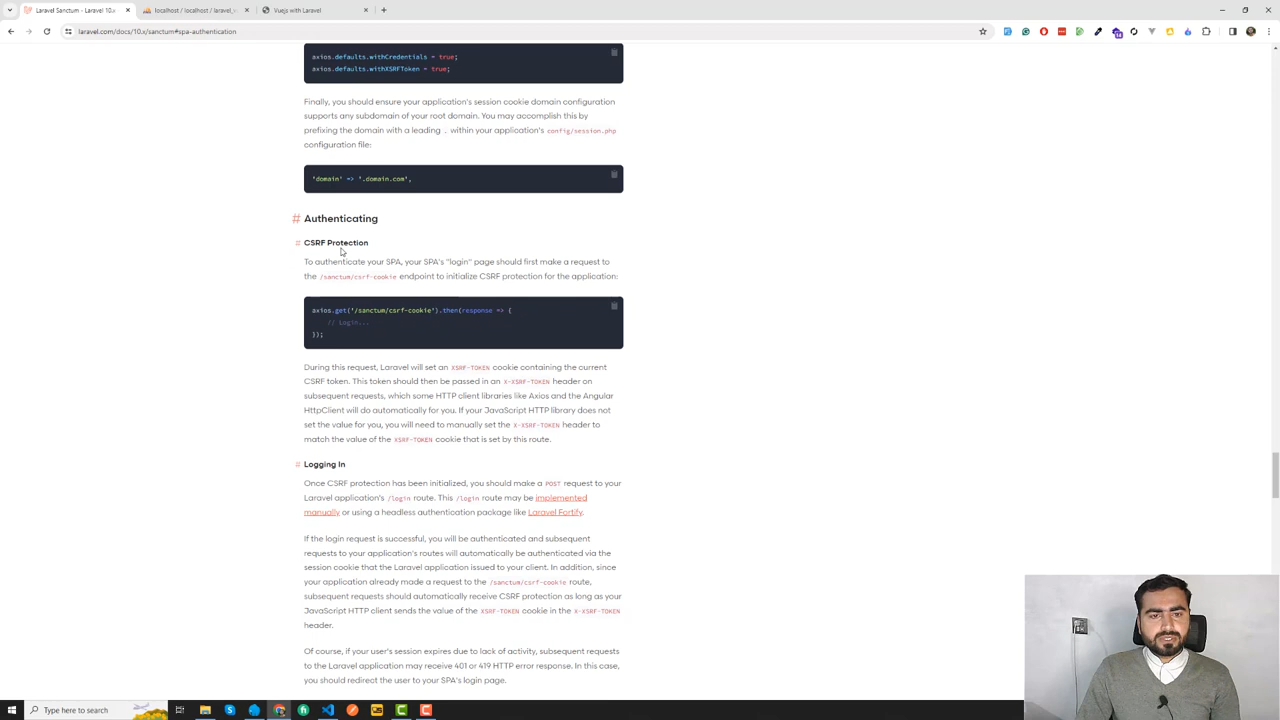 Laravel Sanctum - Laravel 10.x
localhost / localhost / laravel_v
Vuejs with Laravel
laravel.com/docs/10.x/sanctum#spa-authentication
axios.defaults.withCredentials = true;
axios.defaults.withXSRFToken = true;
Finally, you should ensure your application's session cookie domain configuration
supports any subdomain of your root domain. You may accomplish this by
prefixing the domain with a leading . within your application's config/session.php
configuration file:
'domain' => '.domain.com',
# Authenticating
# CSRF Protection
To authenticate your SPA, your SPA's "login" page should first make a request to
the /sanctum/csrf-cookie endpoint to initialize CSRF protection for the application:
axios.get('/sanctum/csrf-cookie').then(response => {
// Login...
});
During this request, Laravel will set an XSRF-TOKEN cookie containing the current
CSRF token. This token should then be passed in an X-XSRF-TOKEN header on
subsequent requests, which some HTTP client libraries like Axios and the Angular
HttpClient will do automatically for you. If your JavaScript HTTP library does not
set the value for you, you will need to manually set the X-XSRF-TOKEN header to
match the value of the XSRF-TOKEN cookie that is set by this route.
# Logging In
Once CSRF protection has been initialized, you should make a POST request to your
Laravel application's /login route. This /login route may be implemented
manually or using a headless authentication package like Laravel Fortify.
If the login request is successful, you will be authenticated and subsequent
requests to your application's routes will automatically be authenticated via the
session cookie that the Laravel application issued to your client. In addition, since
your application already made a request to the /sanctum/csrf-cookie route,
subsequent requests should automatically receive CSRF protection as long as your
JavaScript HTTP client sends the value of the XSRF-TOKEN cookie in the X-XSRF-TOKEN
header.
Of course, if your user's session expires due to lack of activity, subsequent requests
to the Laravel application may receive 401 or 419 HTTP error response. In this case,
you should redirect the user to your SPA's login page.
Type here to search